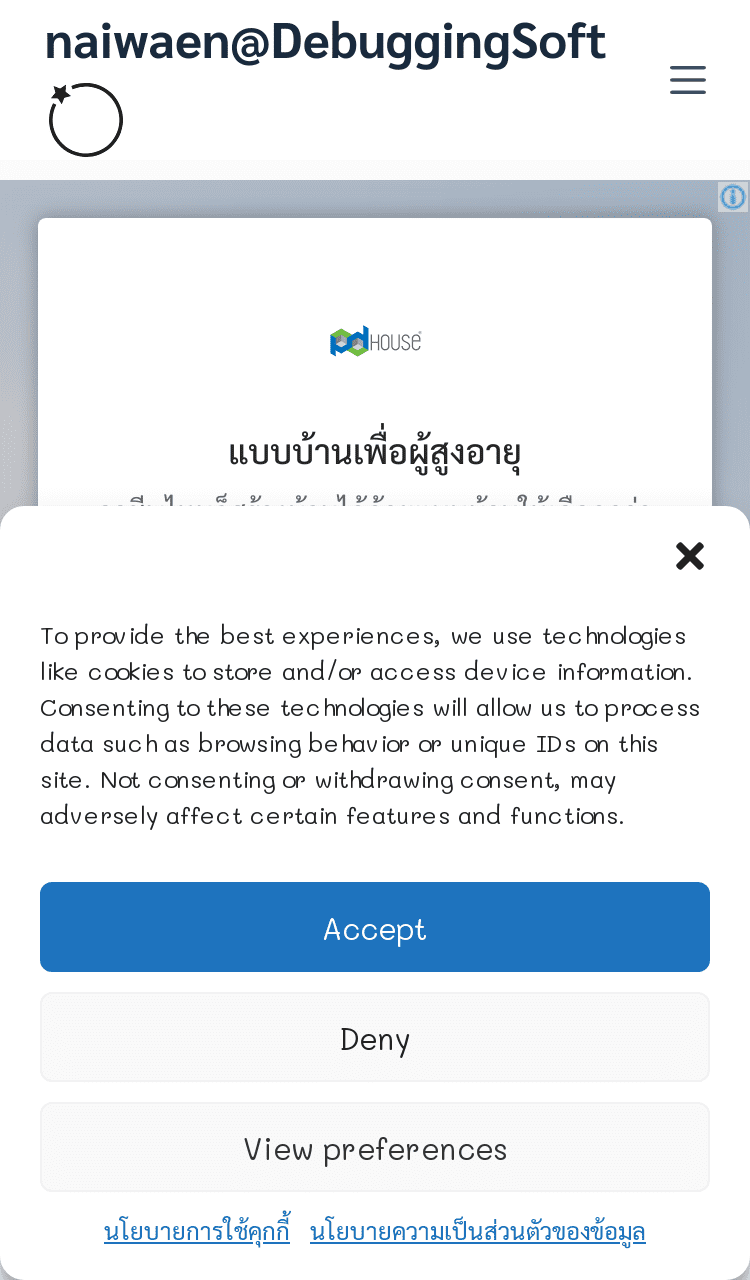 naiwaen@DebuggingSoft
pd HOUSE
แบบบ้านเพื่อผู้สูงอายุ
To provide the best experiences, we use technologies
like cookies to store and/or access device information.
Consenting to these technologies will allow us to process
data such as browsing behavior or unique IDs on this
site. Not consenting or withdrawing consent, may
adversely affect certain features and functions.
Accept
Deny
View preferences
นโยบายการใช้คุกกี้ นโยบายความเป็นส่วนตัวของข้อมูล